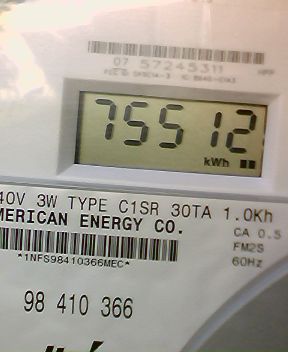 07 57245311
75512
kWh
40V 3W TYPE C1SR 30TA 1.0Kh
MERICAN ENERGY CO.
CA 0.5
FM2S
60Hz
*1NFS98410366MEC*
98 410 366